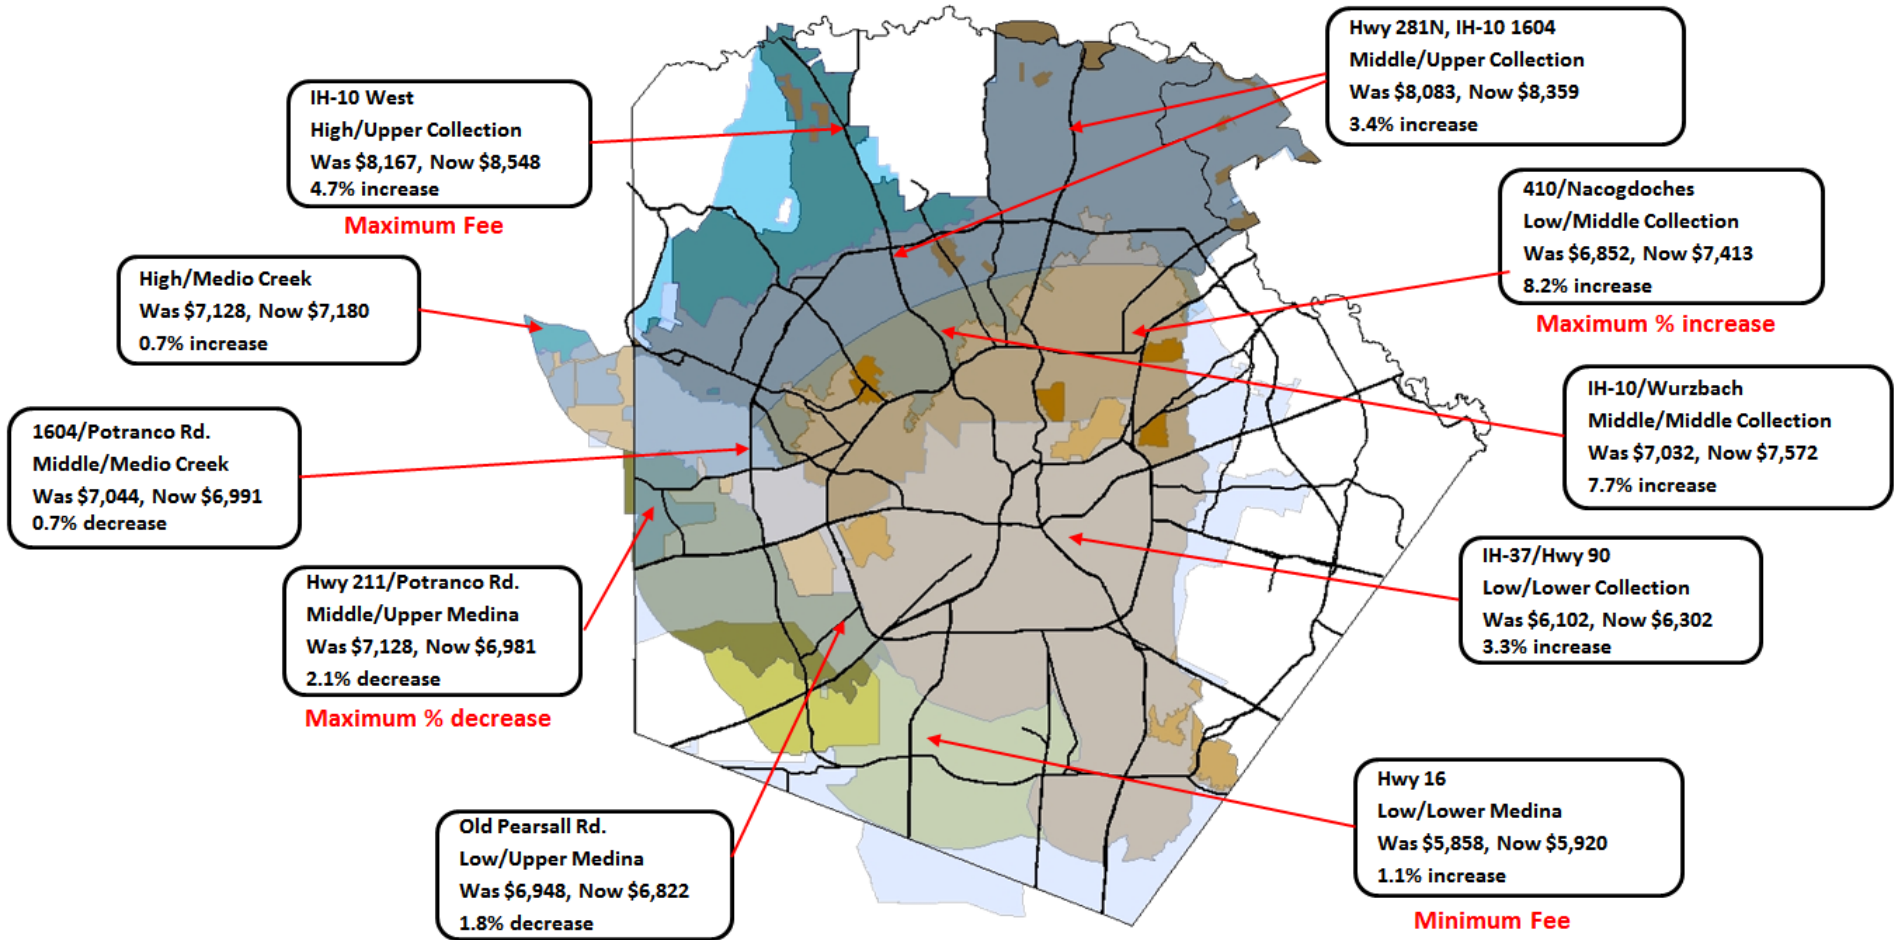 IH-10 West
High/Upper Collection
Was $8,167, Now $8,548
4.7% increase
Maximum Fee
High/Medio Creek
Was $7,128, Now $7,180
0.7% increase
1604/Potranco Rd.
Middle/Medio Creek
Was $7,044, Now $6,991
0.7% decrease
Hwy 211/Potranco Rd.
Middle/Upper Medina
Was $7,128, Now $6,981
2.1% decrease
Maximum % decrease
Old Pearsall Rd.
Low/Upper Medina
Was $6,948, Now $6,822
1.8% decrease
Hwy 281N, IH-10 1604
Middle/Upper Collection
Was $8,083, Now $8,359
3.4% increase
410/Nacogdoches
Low/Middle Collection
Was $6,852, Now $7,413
8.2% increase
Maximum % increase
IH-10/Wurzbach
Middle/Middle Collection
Was $7,032, Now $7,572
7.7% increase
IH-37/Hwy 90
Low/Lower Collection
Was $6,102, Now $6,302
3.3% increase
Hwy 16
Low/Lower Medina
Was $5,858, Now $5,920
1.1% increase
Minimum Fee